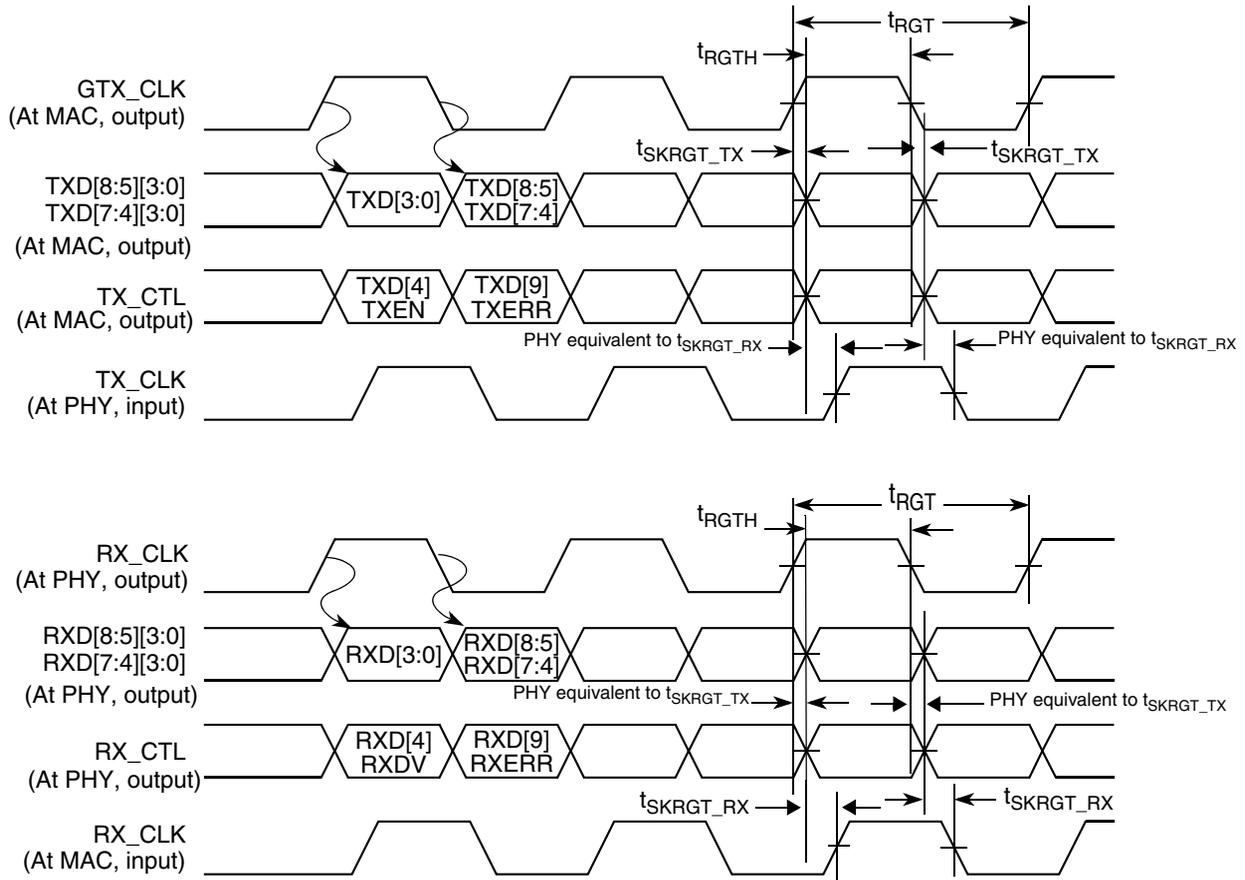 tRGT
tRGTH
GTX_CLK
(At MAC, output)
tSKRGT_TX
tSKRGT_TX
TXD[8:5][3:0]
TXD[7:4][3:0]
(At MAC, output)
TXD[3:0]
TXD[8:5]
TXD[7:4]
TX_CTL
(At MAC, output)
TXD[4]
TXEN
TXD[9]
TXERR
PHY equivalent to tSKRGT_RX
PHY equivalent to tSKRGT_RX
TX_CLK
(At PHY, input)
tRGT
tRGTH
RX_CLK
(At PHY, output)
RXD[8:5][3:0]
RXD[7:4][3:0]
(At PHY, output)
RXD[3:0]
RXD[8:5]
RXD[7:4]
PHY equivalent to tSKRGT_TX
PHY equivalent to tSKRGT_TX
RX_CTL
(At PHY, output)
RXD[4]
RXDV
RXD[9]
RXERR
tSKRGT_RX
tSKRGT_RX
RX_CLK
(At MAC, input)